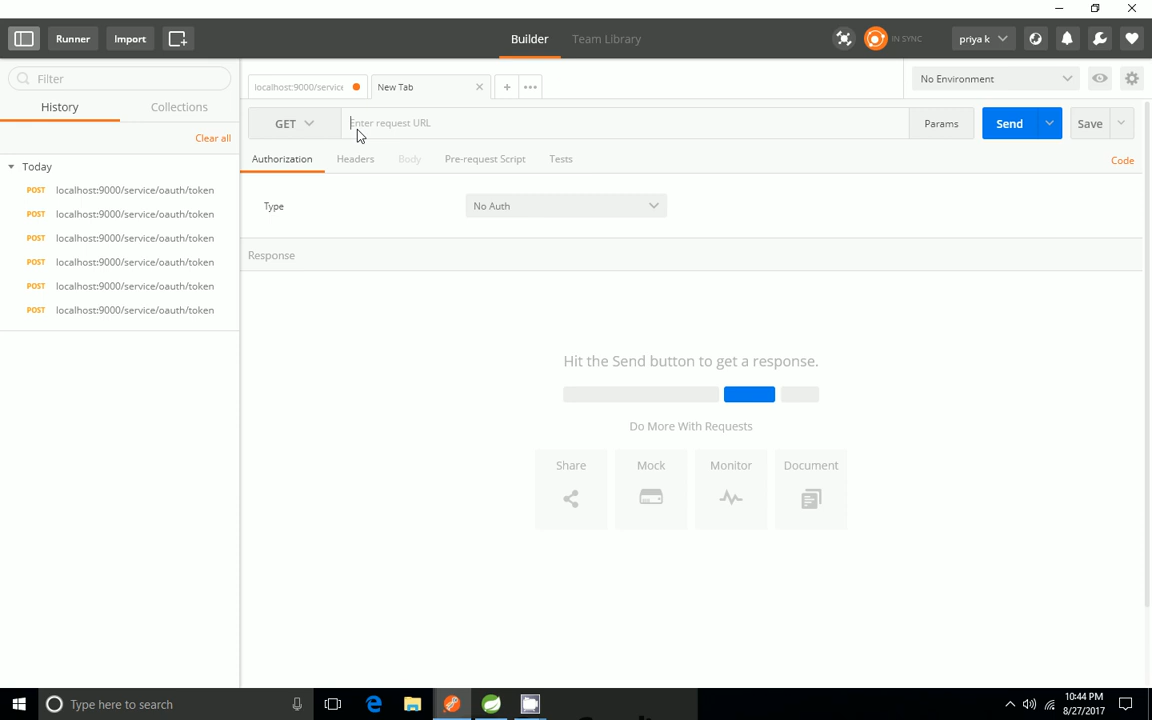 Runner
Import
Builder
Team Library
IN SYNC
priya k
Filter
History
Collections
Clear all
Today
POST localhost:9000/service/oauth/token
POST localhost:9000/service/oauth/token
POST localhost:9000/service/oauth/token
POST localhost:9000/service/oauth/token
POST localhost:9000/service/oauth/token
POST localhost:9000/service/oauth/token
localhost:9000/service
New Tab
No Environment
GET
Enter request URL
Params
Send
Save
Authorization
Headers
Body
Pre-request Script
Tests
Code
Type
No Auth
Response
Hit the Send button to get a response.
Do More With Requests
Share
Mock
Monitor
Document
Type here to search
10:44 PM
8/27/2017